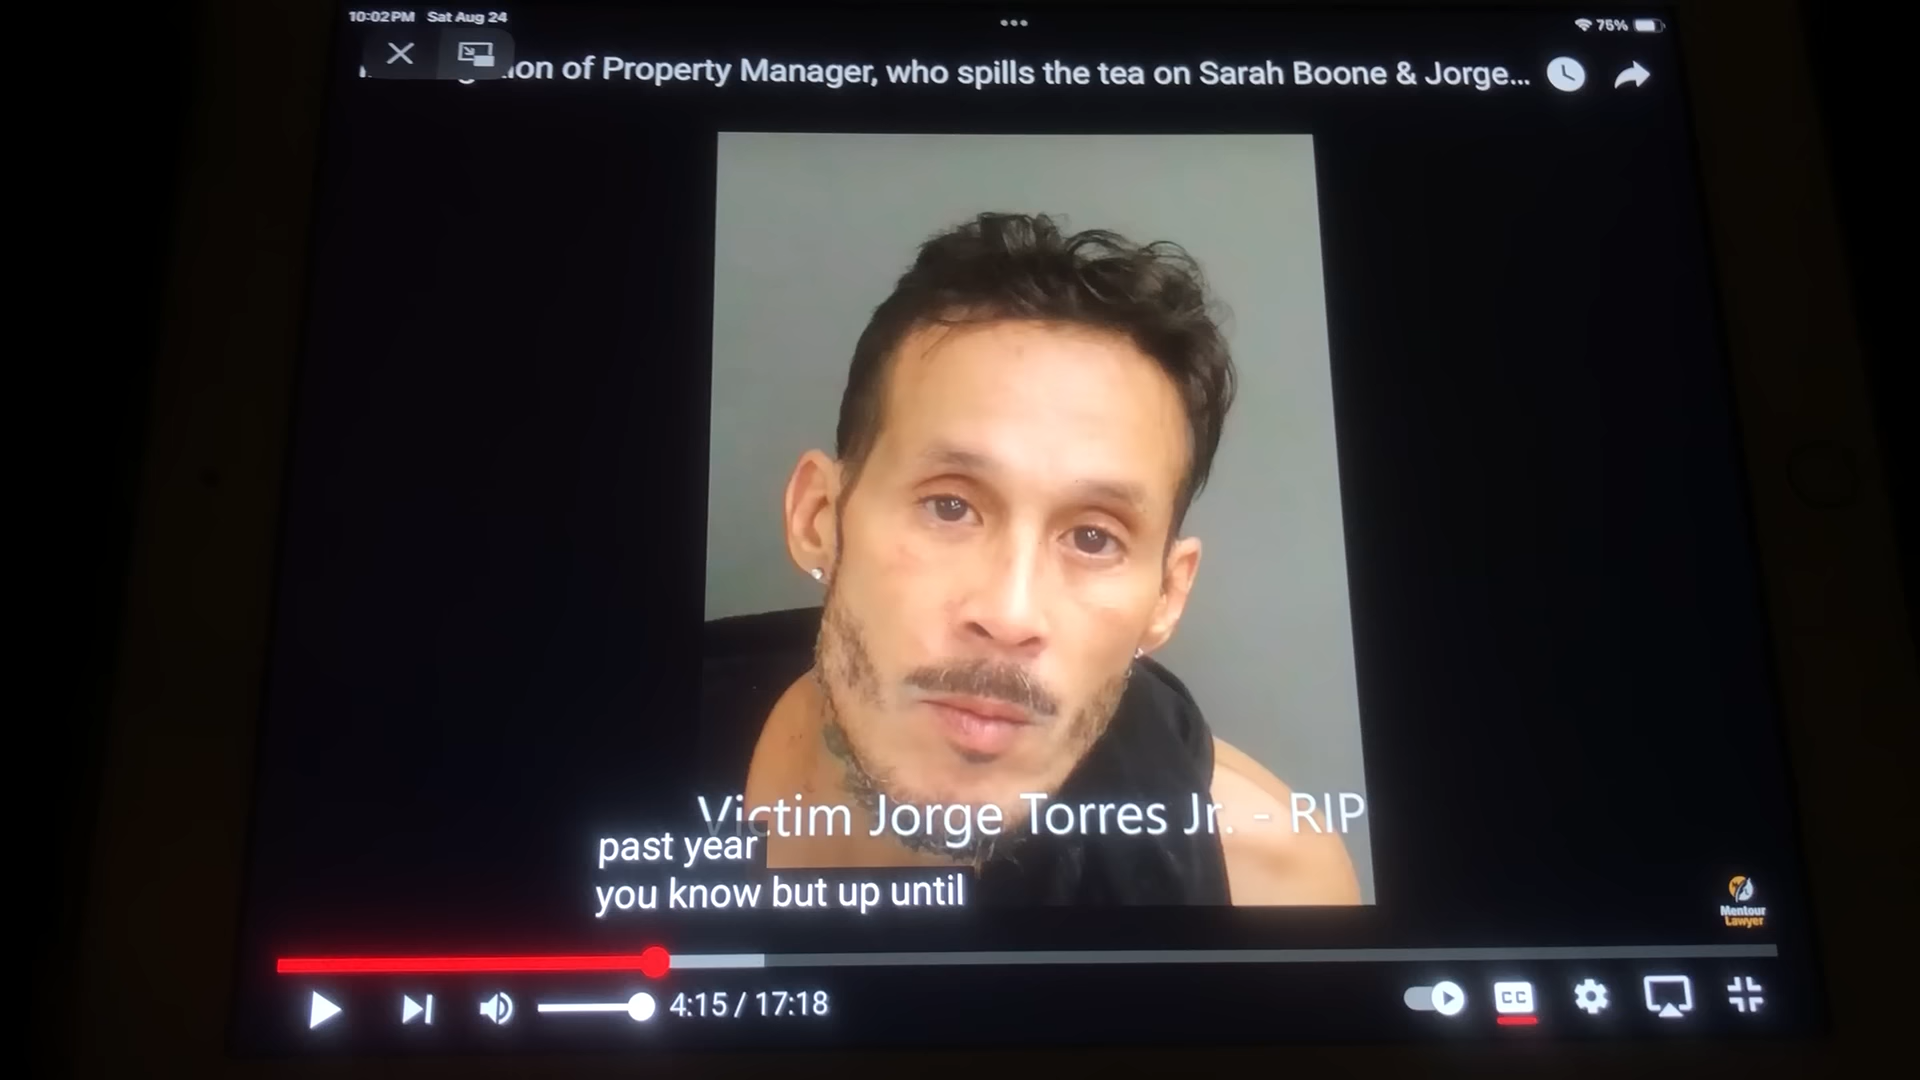 10:02 PM Sat Aug 24
75%
on of Property Manager, who spills the tea on Sarah Boone & Jorge...
Victim Jorge Torres Jr. - RIP
past year
you know but up until
Mentour
Lawyer
4:15 / 17:18
CC